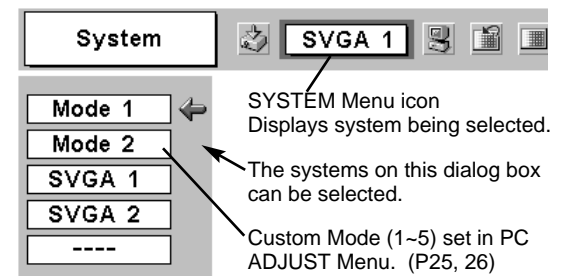 System
SVGA 1
SYSTEM Menu icon
Displays system being selected.
Mode 1
Mode 2
SVGA 1
SVGA 2
----
The systems on this dialog box
can be selected.
Custom Mode (1~5) set in PC
ADJUST Menu.  (P25, 26)